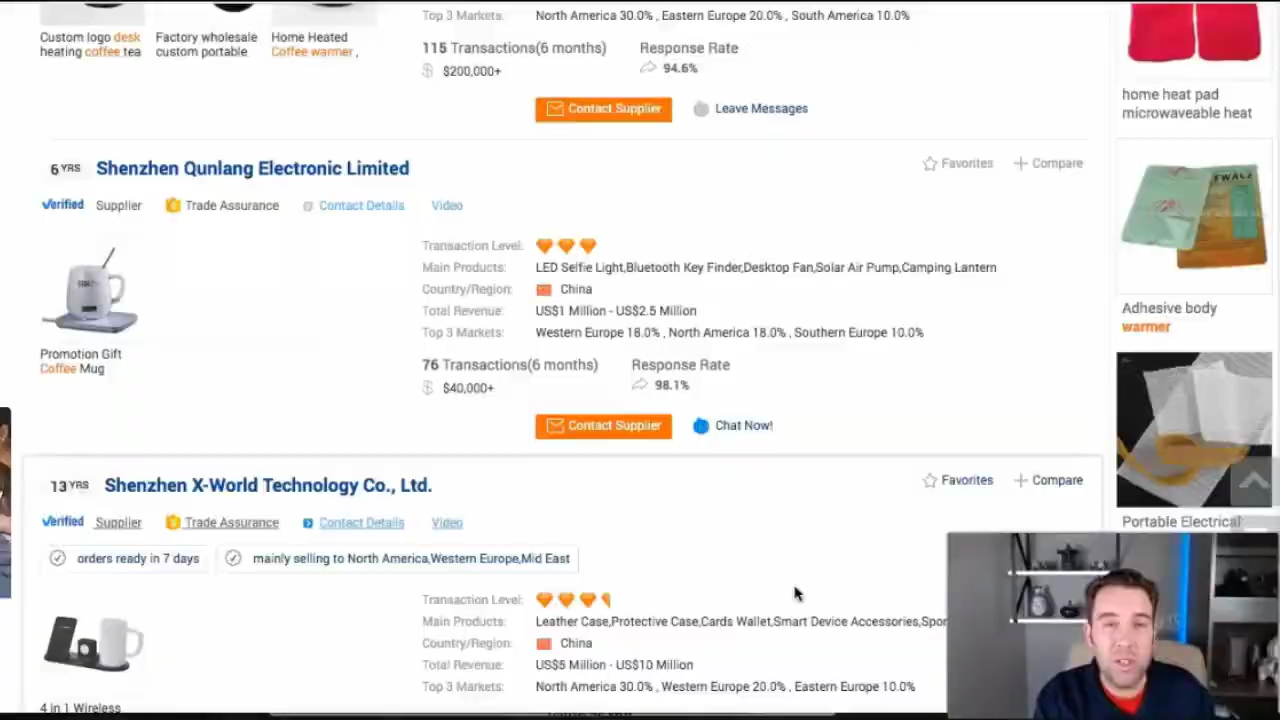 Custom logo desk
heating coffee tea
Factory wholesale
custom portable
Home Heated
Coffee warmer ,
Top 3 Markets: North America 30.0% , Eastern Europe 20.0% , South America 10.0%
115 Transactions(6 months) Response Rate
$200,000+ 94.6%
Contact Supplier Leave Messages
home heat pad
microwaveable heat
6 YRS Shenzhen Qunlang Electronic Limited Favorites Compare
Verified Supplier Trade Assurance Contact Details Video
Transaction Level:
Main Products: LED Selfie Light,Bluetooth Key Finder,Desktop Fan,Solar Air Pump,Camping Lantern
Country/Region: China
Total Revenue: US$1 Million - US$2.5 Million
Top 3 Markets: Western Europe 18.0% , North America 18.0% , Southern Europe 10.0%
Promotion Gift
Coffee Mug
76 Transactions(6 months) Response Rate
$40,000+ 98.1%
Contact Supplier Chat Now!
Adhesive body
warmer
13 YRS Shenzhen X-World Technology Co., Ltd. Favorites Compare
Verified Supplier Trade Assurance Contact Details Video
orders ready in 7 days mainly selling to North America,Western Europe,Mid East
Portable Electrical
Transaction Level:
Main Products: Leather Case,Protective Case,Cards Wallet,Smart Device Accessories,Spor
Country/Region: China
Total Revenue: US$5 Million - US$10 Million
Top 3 Markets: North America 30.0% , Western Europe 20.0% , Eastern Europe 10.0%
4 in 1 Wireless